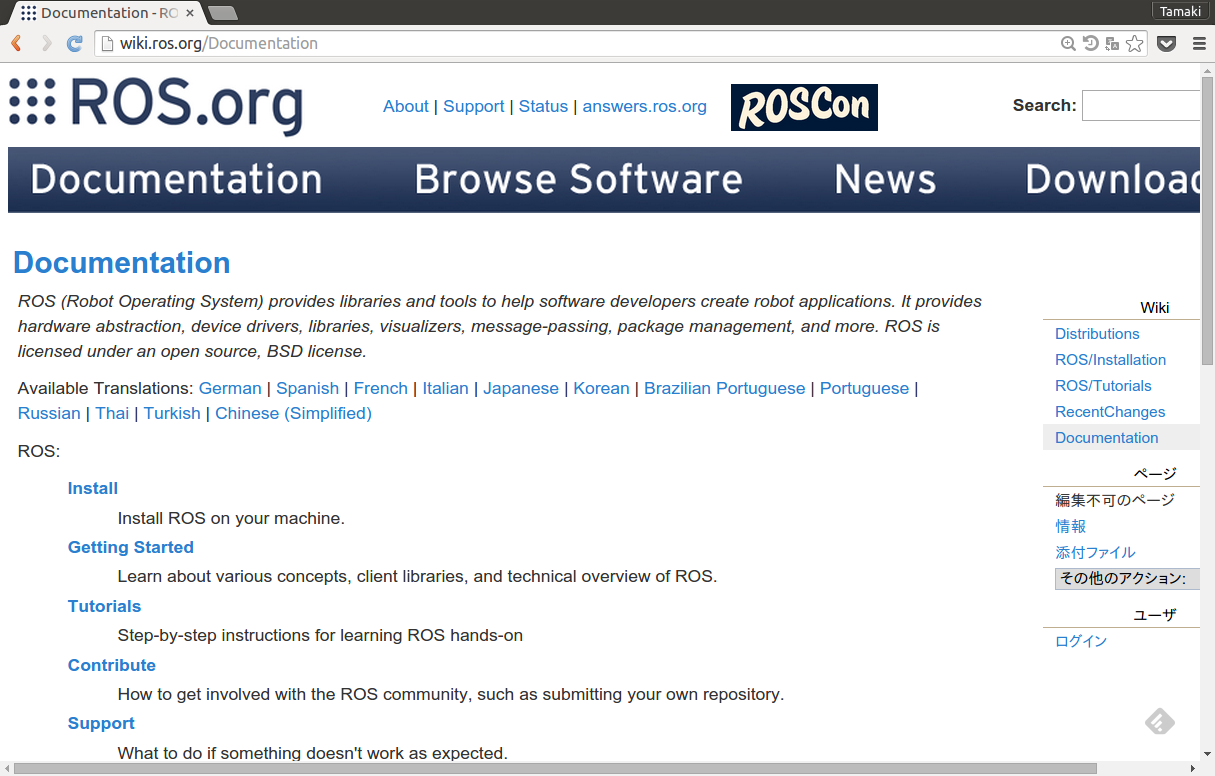 Documentation - RO
Tamaki
wiki.ros.org/Documentation
ROS.org
About | Support | Status | answers.ros.org
ROSCon
Search:
Documentation
Browse Software
News
Download
Documentation
ROS (Robot Operating System) provides libraries and tools to help software developers create robot applications. It provides
hardware abstraction, device drivers, libraries, visualizers, message-passing, package management, and more. ROS is
licensed under an open source, BSD license.
Available Translations: German | Spanish | French | Italian | Japanese | Korean | Brazilian Portuguese | Portuguese |
Russian | Thai | Turkish | Chinese (Simplified)
ROS:
Install
Install ROS on your machine.
Getting Started
Learn about various concepts, client libraries, and technical overview of ROS.
Tutorials
Step-by-step instructions for learning ROS hands-on
Contribute
How to get involved with the ROS community, such as submitting your own repository.
Support
What to do if something doesn't work as expected.
Wiki
Distributions
ROS/Installation
ROS/Tutorials
RecentChanges
Documentation
ページ
編集不可のページ
情報
添付ファイル
その他のアクション:
ユーザ
ログイン